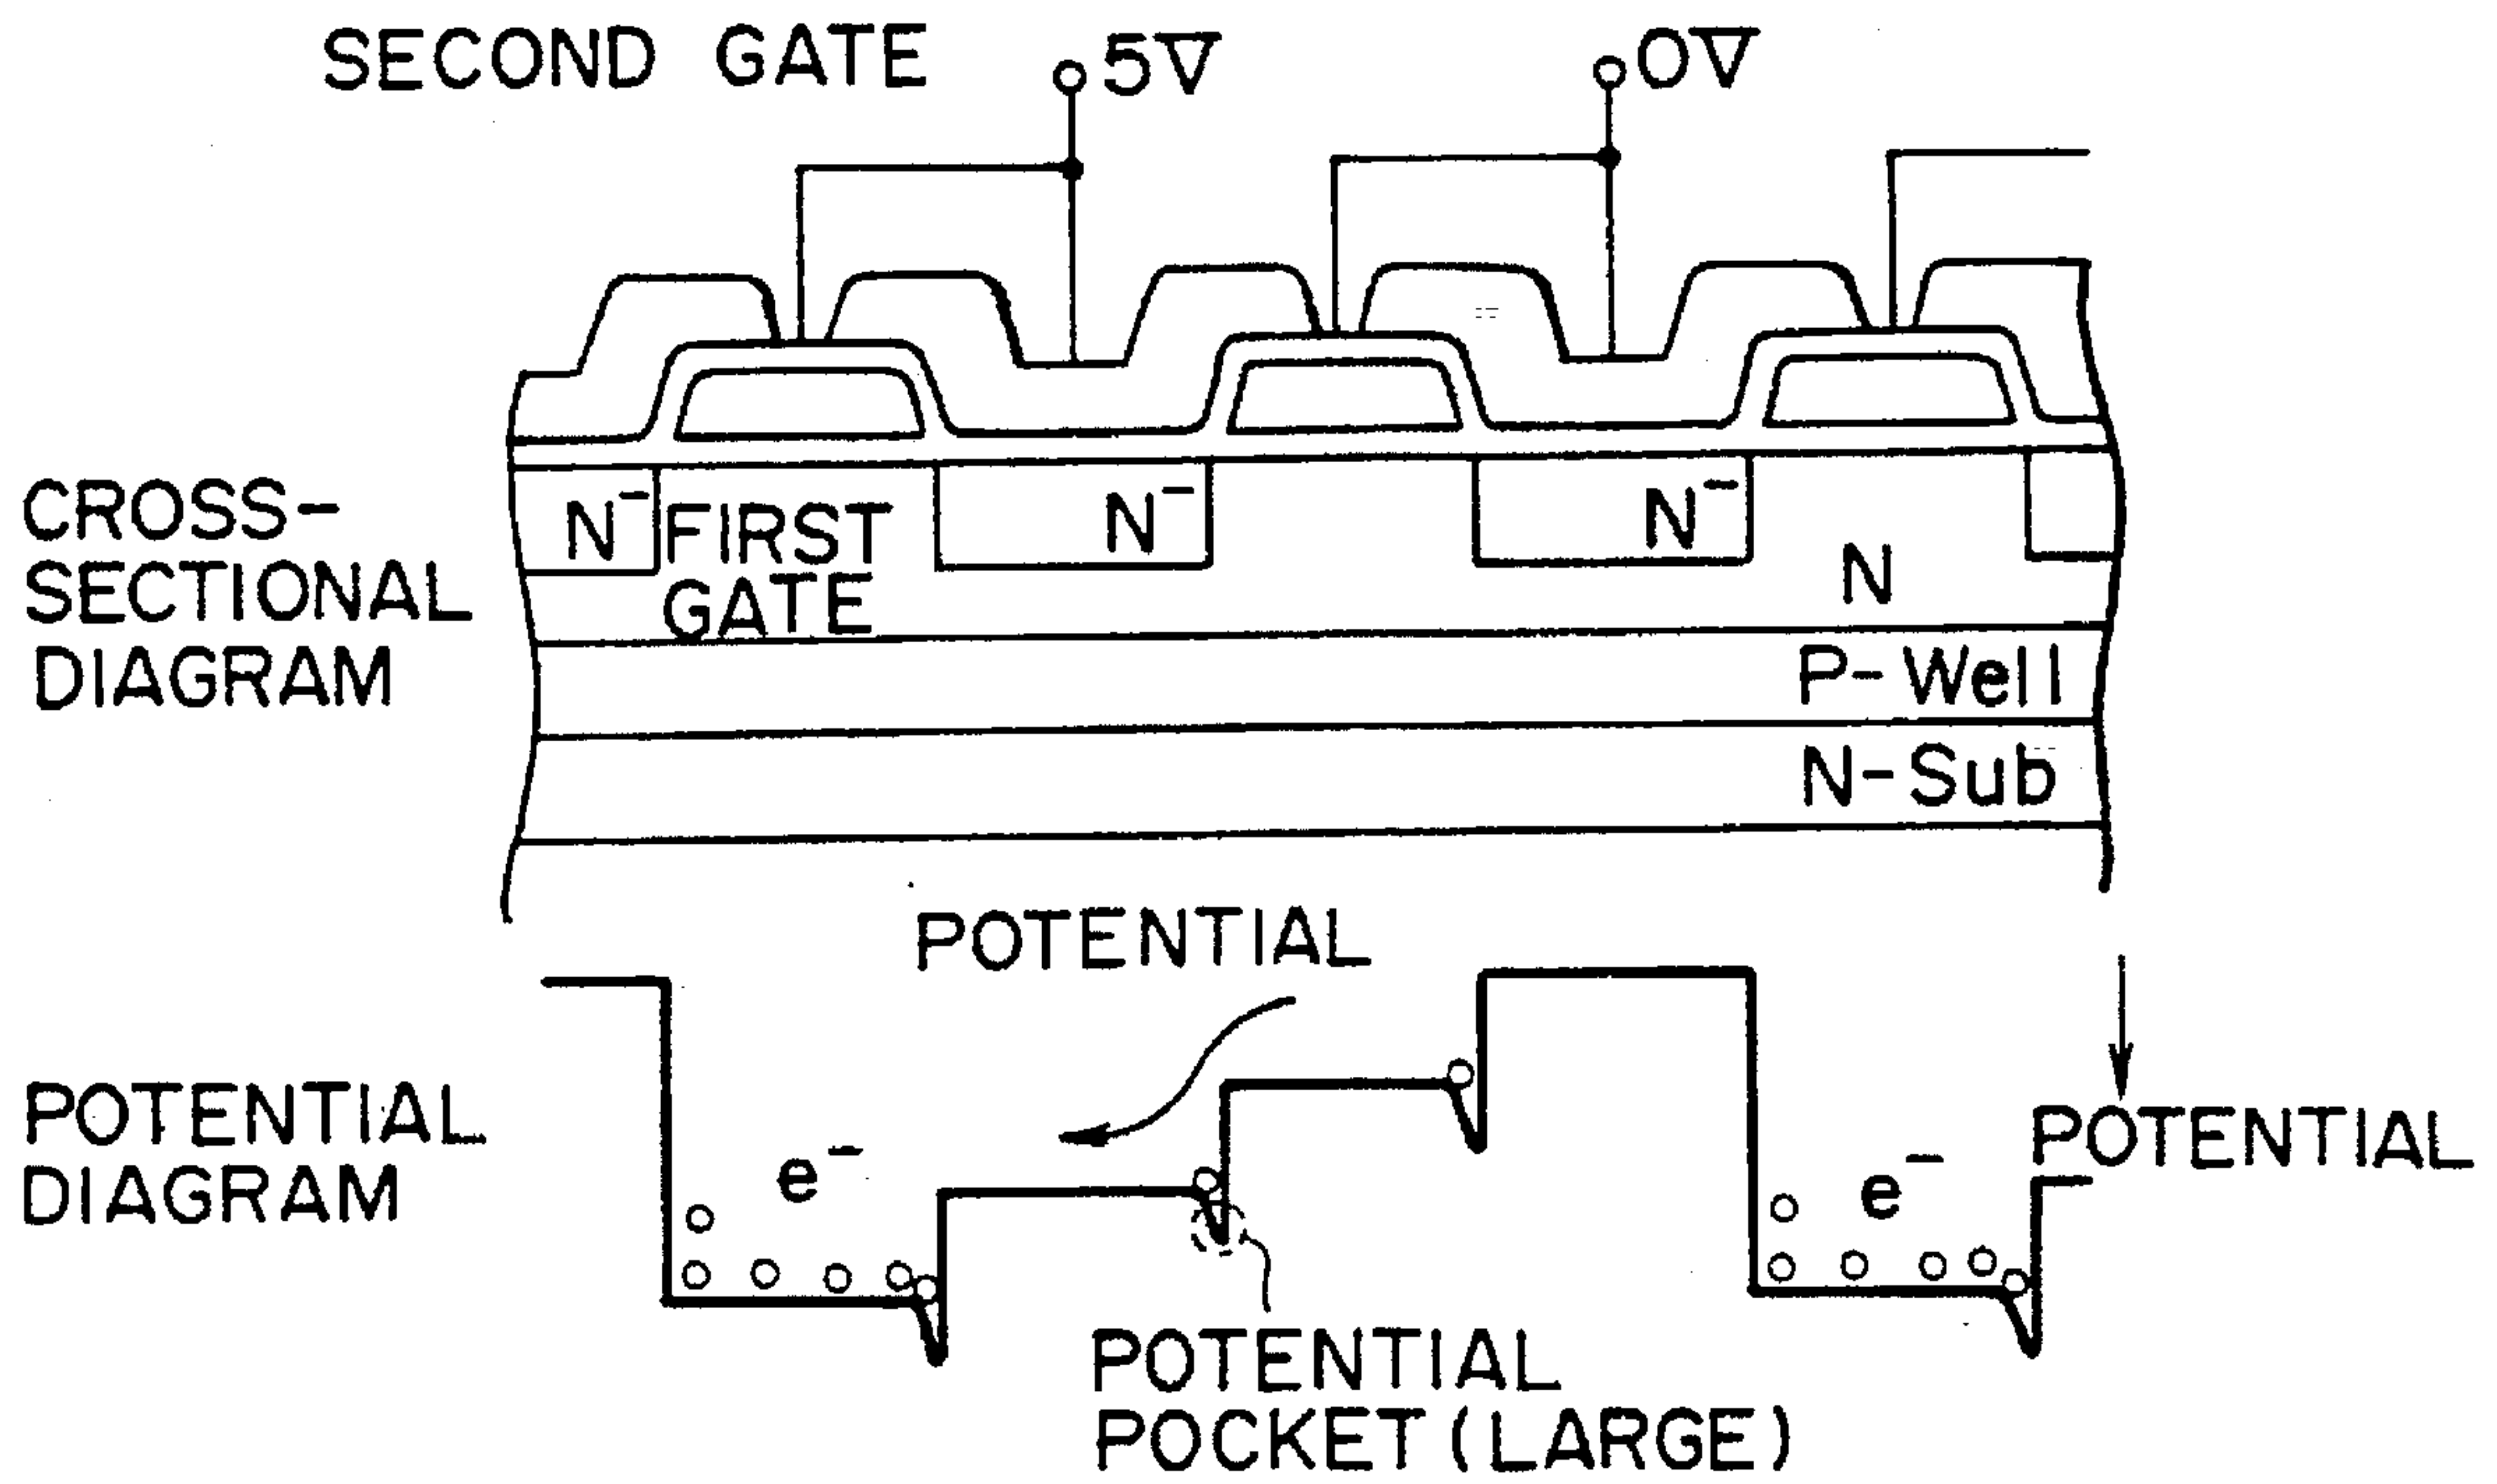 SECOND GATE 5V 0V
CROSS-
SECTIONAL
DIAGRAM
N⁻ FIRST
GATE
N⁻
N⁻
N
P-Well
N-Sub
POTENTIAL
POTENTIAL
DIAGRAM
e⁻
e⁻
POTENTIAL
POTENTIAL
POCKET (LARGE)